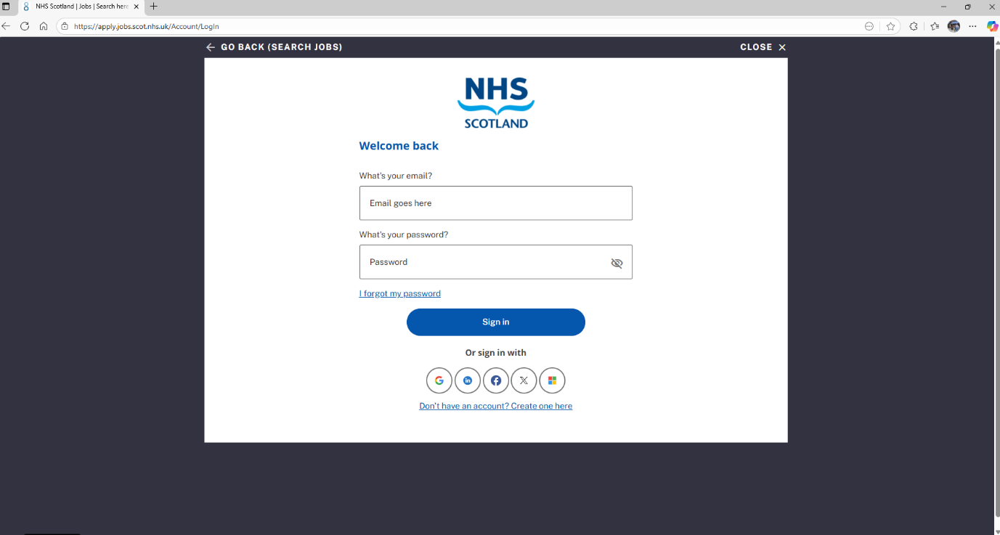 NHS Scotland | Jobs | Search here
https://apply.jobs.scot.nhs.uk/Account/LogIn
GO BACK (SEARCH JOBS)
CLOSE
NHS
SCOTLAND
Welcome back
What's your email?
Email goes here
What's your password?
Password
I forgot my password
Sign in
Or sign in with
Don't have an account? Create one here